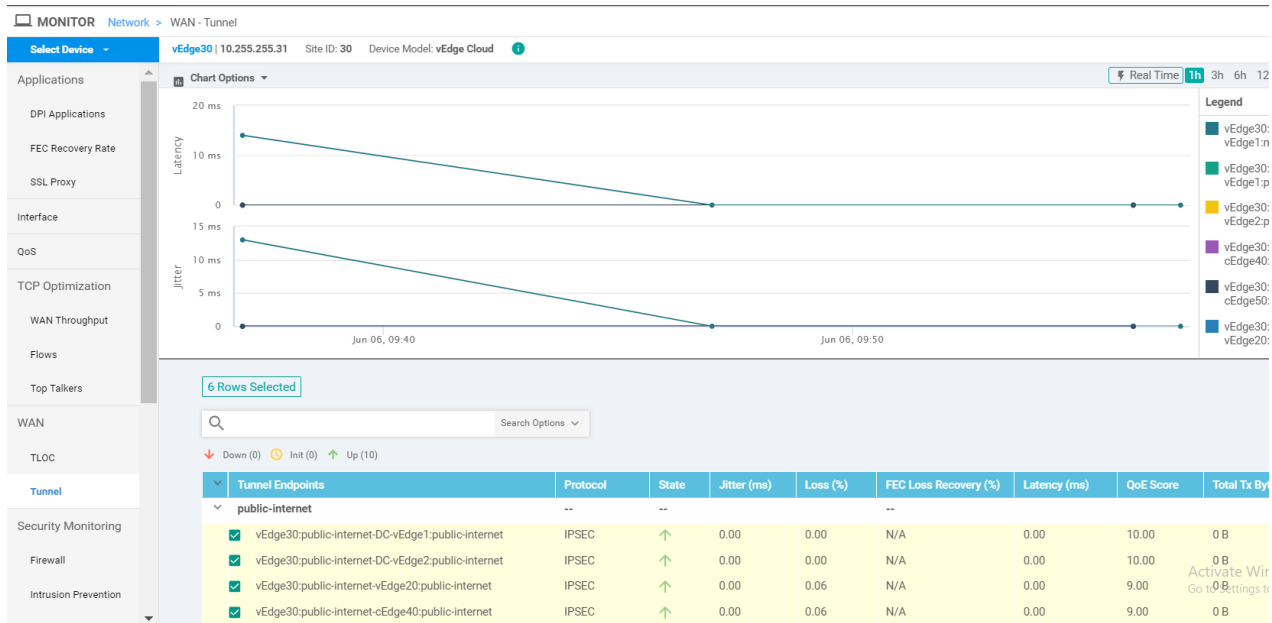 MONITOR Network > WAN - Tunnel
Select Device
vEdge30 | 10.255.255.31 Site ID: 30 Device Model: vEdge Cloud i
Applications
DPI Applications
FEC Recovery Rate
SSL Proxy
Interface
QoS
TCP Optimization
WAN Throughput
Flows
Top Talkers
WAN
TLOC
Tunnel
Security Monitoring
Firewall
Intrusion Prevention
Chart Options
Real Time 1h 3h 6h 12
20 ms
10 ms
0
Latency
15 ms
10 ms
5 ms
0
Jitter
Jun 06, 09:40 Jun 06, 09:50
Legend
vEdge30:
vEdge1:m
vEdge30:
vEdge1:p
vEdge30:
vEdge2:p
vEdge30:
cEdge40:
vEdge30:
cEdge50:
vEdge30:
vEdge20:
6 Rows Selected
Search Options
Down (0) Init (0) Up (10)
Tunnel Endpoints Protocol State Jitter (ms) Loss (%) FEC Loss Recovery (%) Latency (ms) QoE Score Total Tx Byt
public-internet -- -- --
vEdge30:public-internet-DC-vEdge1:public-internet IPSEC 0.00 0.00 N/A 0.00 10.00 0 B
vEdge30:public-internet-DC-vEdge2:public-internet IPSEC 0.00 0.00 N/A 0.00 10.00 0 B
vEdge30:public-internet-vEdge20:public-internet IPSEC 0.00 0.06 N/A 0.00 9.00 0 B
vEdge30:public-internet-cEdge40:public-internet IPSEC 0.00 0.06 N/A 0.00 9.00 0 B
Activate Win
Go to Settings to